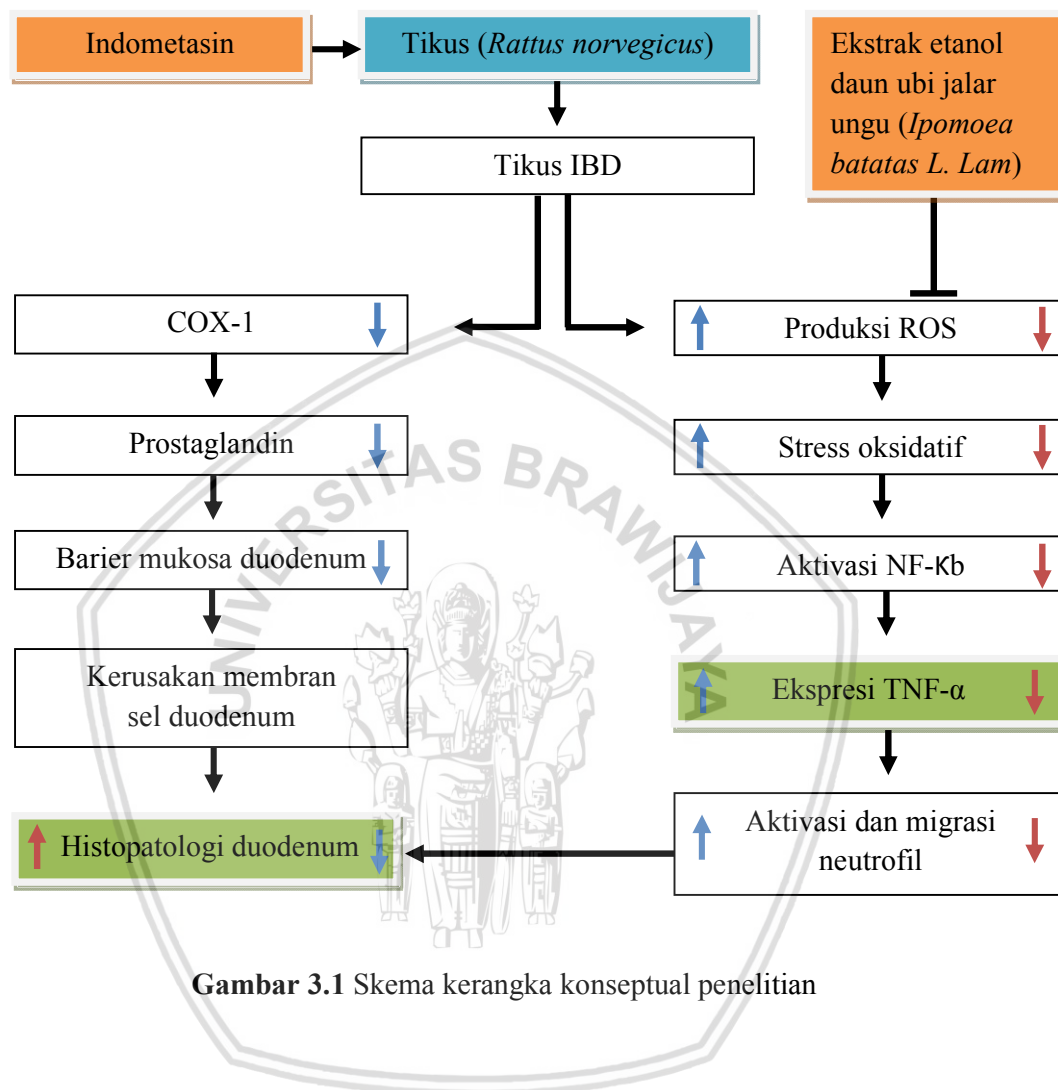 Indometasin
Tikus (Rattus norvegicus)
Ekstrak etanol
daun ubi jalar
ungu (Ipomoea
batatas L. Lam)
Tikus IBD
COX-1
Produksi ROS
Prostaglandin
Stress oksidatif
Barier mukosa duodenum
Aktivasi NF-Kb
Kerusakan membran
sel duodenum
Ekspresi TNF-α
Histopatologi duodenum
Aktivasi dan migrasi
neutrofil
UNIVERSITAS BRAWIJAYA
Gambar 3.1 Skema kerangka konseptual penelitian